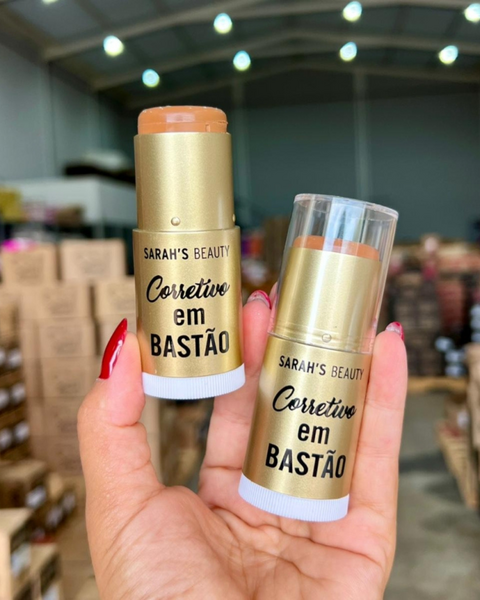 SARAH'S BEAUTY
Corretivo
em
BASTÃO
SARAH'S BEAUTY
Corretivo
em
BASTÃO